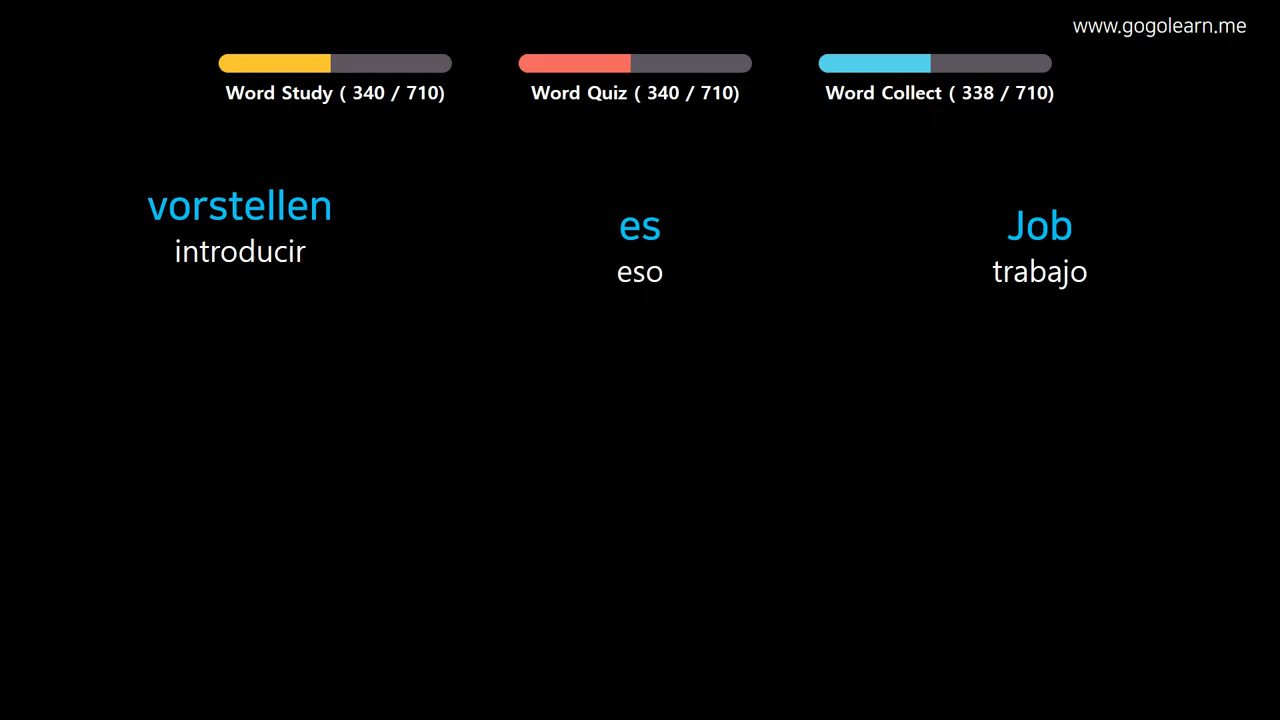 www.gogolearn.me
Word Study ( 340 / 710)
Word Quiz ( 340 / 710)
Word Collect ( 338 / 710)
vorstellen
introducir
es
eso
Job
trabajo